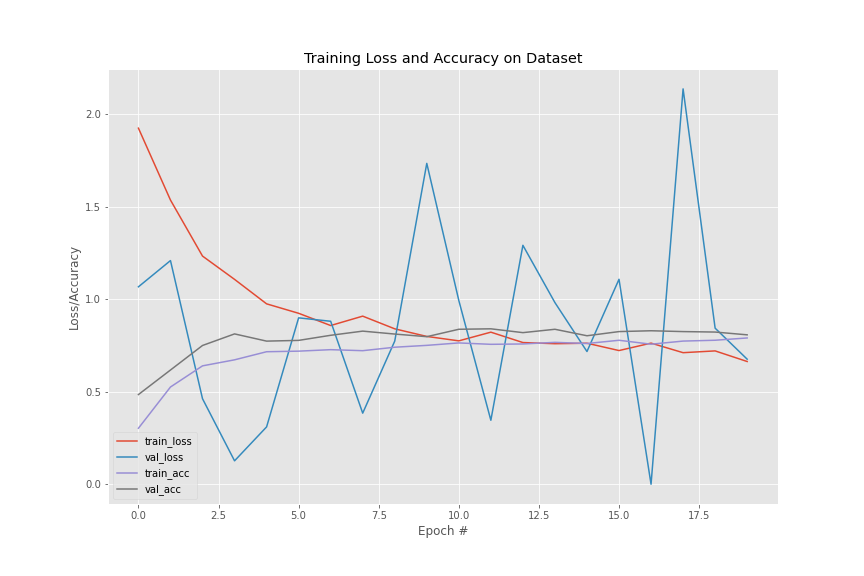 Training Loss and Accuracy on Dataset
2.0
1.5
1.0
0.5
0.0
Loss/Accuracy
train_loss
val_loss
train_acc
val_acc
0.0 2.5 5.0 7.5 10.0 12.5 15.0 17.5
Epoch #